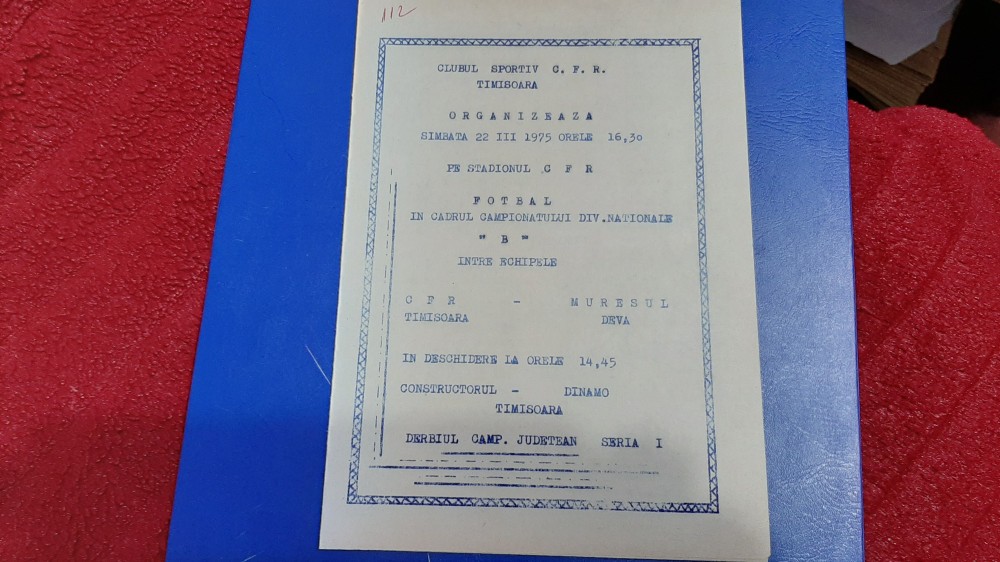 112
CLUBUL SPORTIV C. F. R.
TIMISOARA
ORGANIZEAZA
SIMBATA 22 III 1975 ORELE 16,30
PE STADIONUL C F R
FOTBAL
IN CADRUL CAMPIONATULUI DIV.NATIONALE
" B "
INTRE ECHIPELE
C F R - MURESUL
TIMISOARA DEVA
IN DESCHIDERE LA ORELE 14,45
CONSTRUCTORUL - DINAMO
TIMISOARA
DERBIUL CAMP. JUDETEAN SERIA I